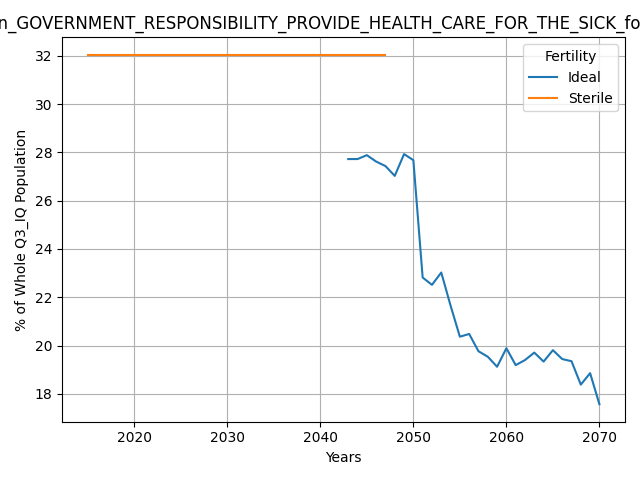 n_GOVERNMENT_RESPONSIBILITY_PROVIDE_HEALTH_CARE_FOR_THE_SICK_fo
Fertility
Ideal
Sterile
32
30
28
26
24
22
20
18
% of Whole Q3_IQ Population
2020 2030 2040 2050 2060 2070
Years